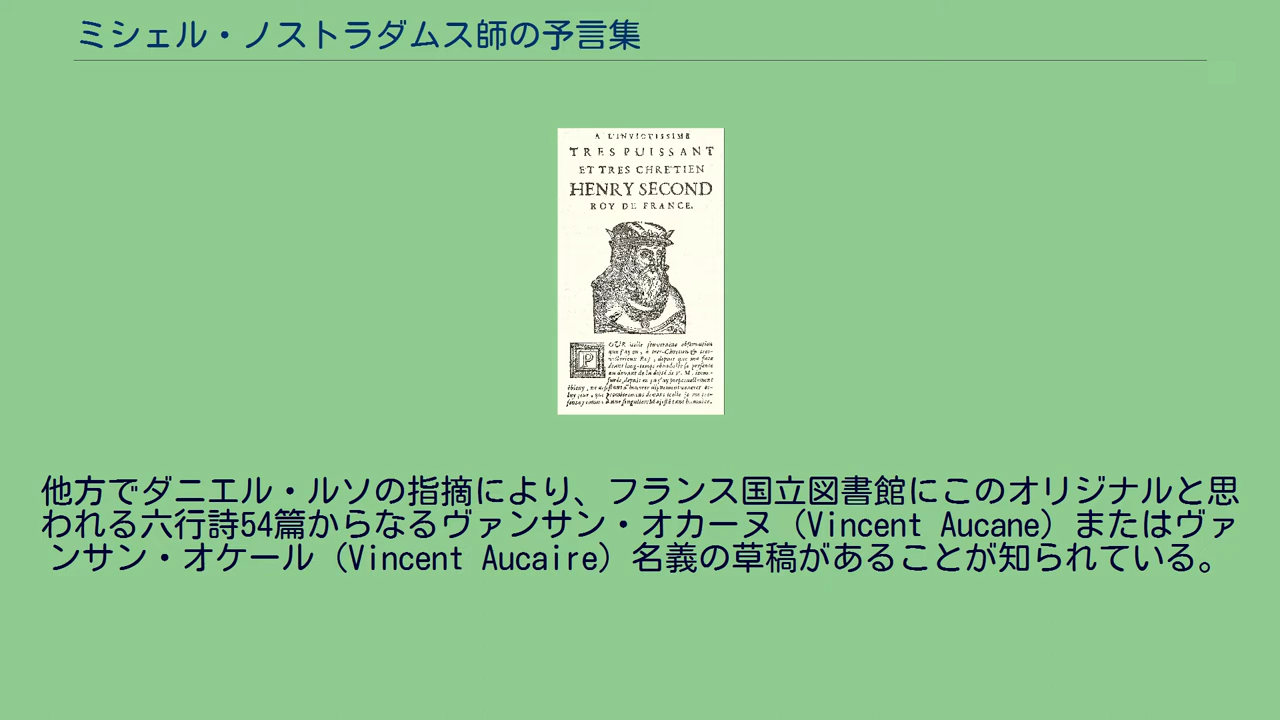 ミシェル・ノストラダムス師の予言集
A L'INVICTISSIME
TRES PUISSANT
ET TRES CHRETIEN
HENRY SECOND
ROY DE FRANCE.
他方でダニエル・ルソの指摘により、フランス国立図書館にこのオリジナルと思
われる六行詩54篇からなるヴァンサン・オカーヌ（Vincent Aucane）またはヴァ
ンサン・オケール（Vincent Aucaire）名義の草稿があることが知られている。